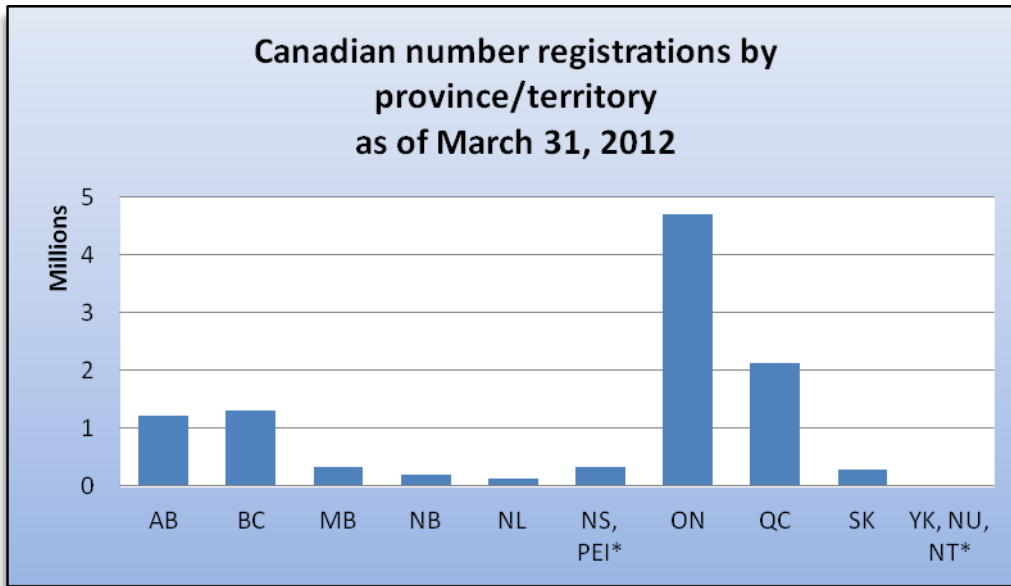 Canadian number registrations by
province/territory
as of March 31, 2012
Millions
5
4
3
2
1
0
AB BC MB NB NL NS, PEI* ON QC SK YK, NU, NT*